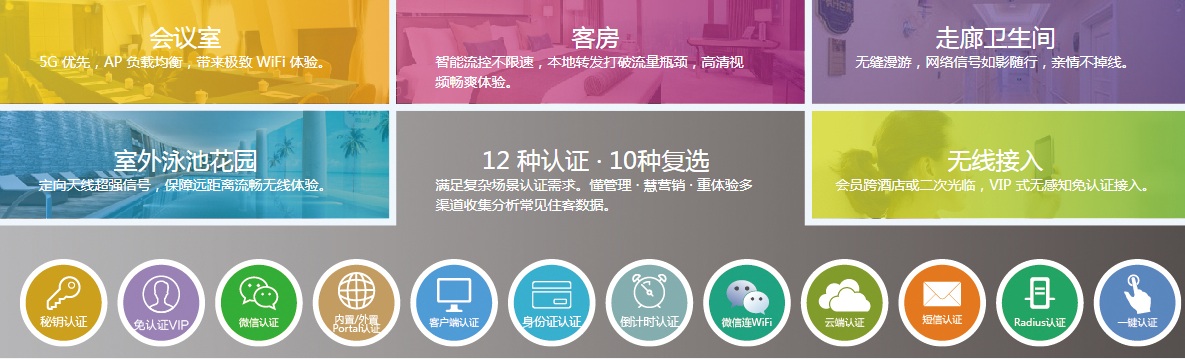 会议室
5G 优先，AP 负载均衡，带来极致 WiFi 体验。
客房
智能流控不限速，本地转发打破流量瓶颈，高清视
频畅爽体验。
走廊卫生间
无缝漫游，网络信号如影随行，亲情不掉线。
室外泳池花园
定向天线超强信号，保障远距离流畅无线体验。
12 种认证 · 10种复选
满足复杂场景认证需求。懂管理 · 慧营销 · 重体验多
渠道收集分析常见住客数据。
无线接入
会员跨酒店或二次光临，VIP 式无感知免认证接入。
秘钥认证
免认证VIP
微信认证
内置/外置
Portal认证
客户端认证
身份证认证
倒计时认证
微信连WiFi
云端认证
短信认证
Radius认证
一键认证